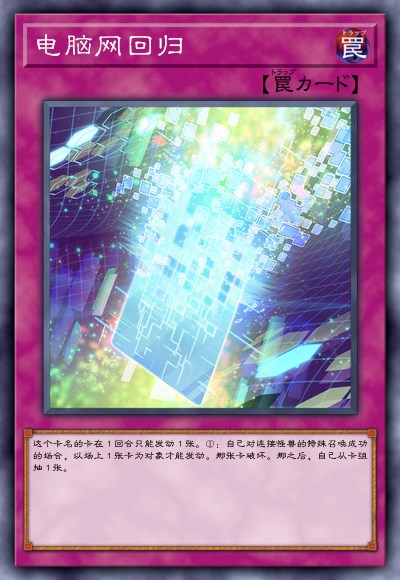 电脑网回归
トラップ
罠
トラップ
【罠カード】
这个卡名的卡在1回合只能发动1张。①：自己对连接怪兽的特殊召唤成功
的场合，以场上1张卡为对象才能发动。那张卡破坏。那之后，自己从卡组
抽1张。